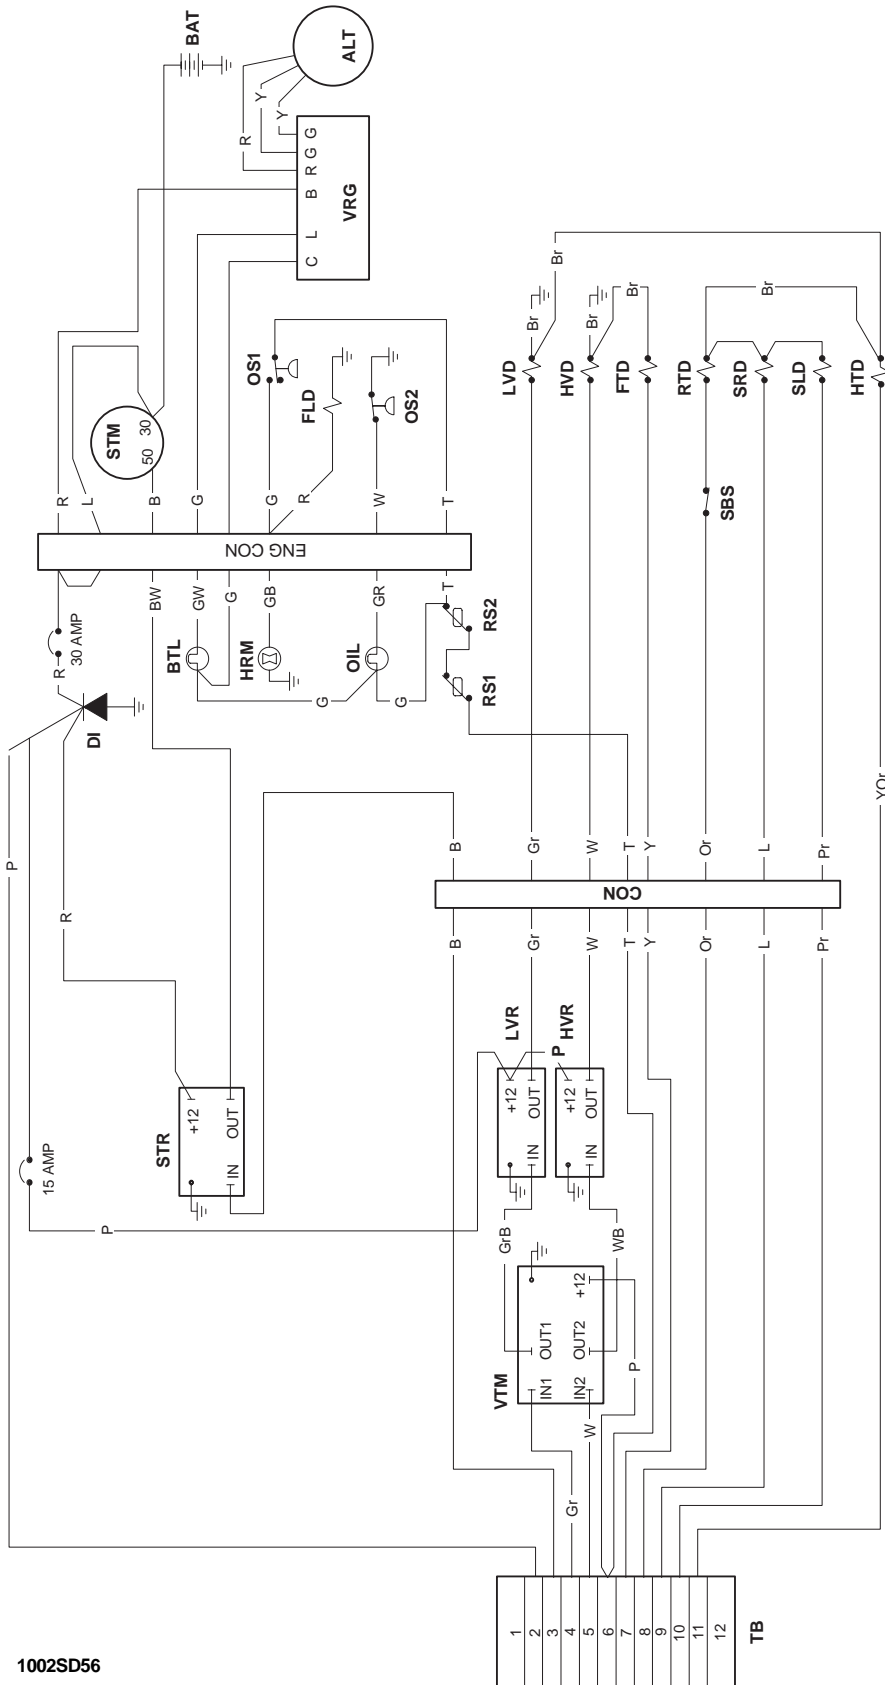 BAT
ALT
R
Y
Y
G
G
R
B
L
C
VRG
STM
30
50
OS1
FLD
OS2
Br
Br
Br
Br
Br
LVD
HVD
FTD
RTD
SRD
SLD
HTD
SBS
R
L
B
G
G
R
W
T
ENG CON
30 AMP
R
BW
GW
G
GB
GR
T
BTL
HRM
OIL
RS2
RS1
G
G
DI
P
R
B
Gr
W
T
Y
Or
L
Pr
YOr
CON
B
Gr
W
T
Y
Or
L
Pr
LVR
HVR
P
+12
OUT
IN
+12
OUT
IN
STR
+12
OUT
IN
15 AMP
P
GrB
WB
VTM
OUT1
OUT2
+12
IN1
IN2
P
W
Gr
1
2
3
4
5
6
7
8
9
10
11
12
TB
1002SD56